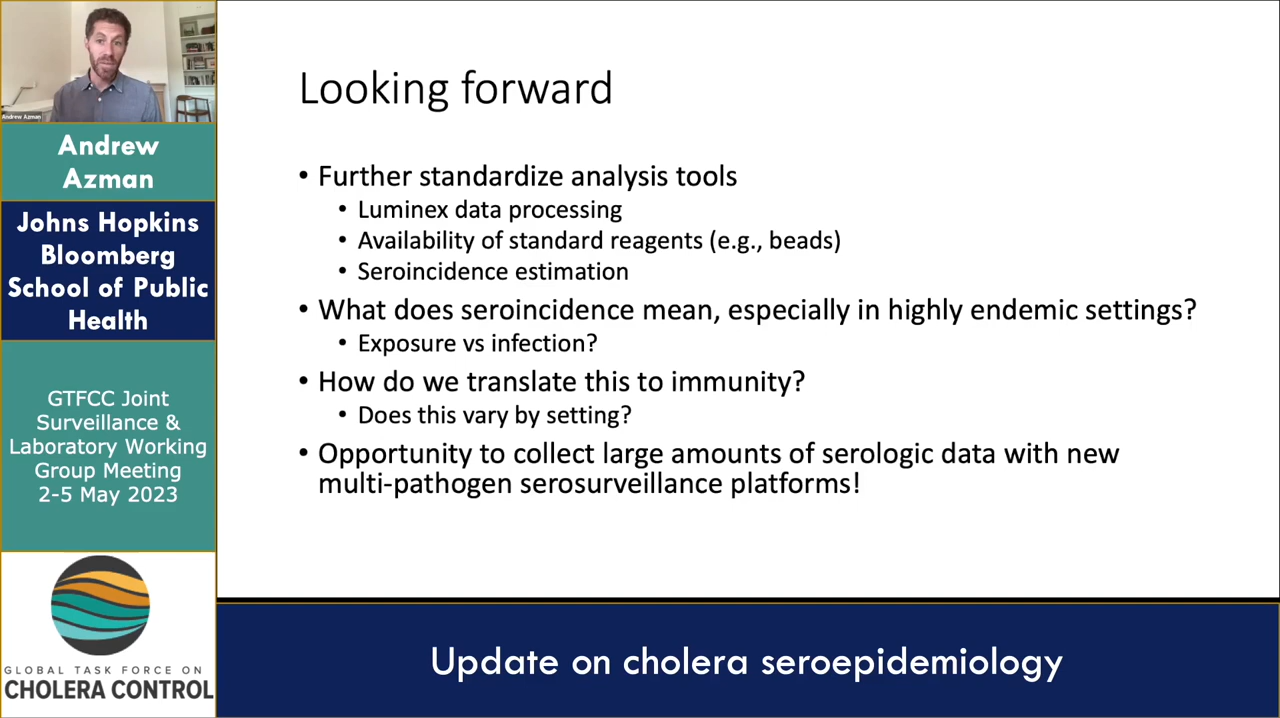 Andrew Azman
Andrew
Azman
Johns Hopkins
Bloomberg
School of Public
Health
GTFCC Joint
Surveillance &
Laboratory Working
Group Meeting
2-5 May 2023
GLOBAL TASK FORCE ON
CHOLERA CONTROL
Looking forward
• Further standardize analysis tools
• Luminex data processing
• Availability of standard reagents (e.g., beads)
• Seroincidence estimation
• What does seroincidence mean, especially in highly endemic settings?
• Exposure vs infection?
• How do we translate this to immunity?
• Does this vary by setting?
• Opportunity to collect large amounts of serologic data with new
multi-pathogen serosurveillance platforms!
Update on cholera seroepidemiology